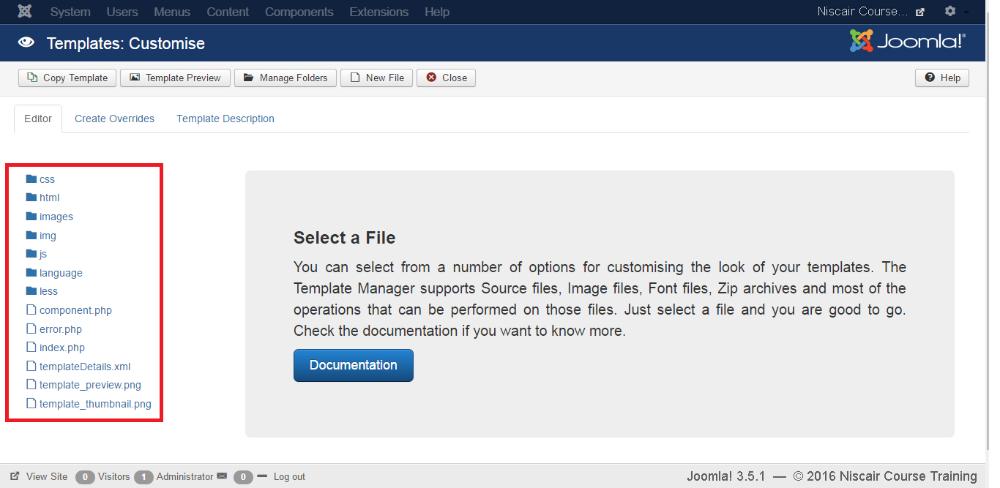 System Users Menus Content Components Extensions Help Niscair Course...
Templates: Customise Joomla!®
Copy Template Template Preview Manage Folders New File Close Help
Editor Create Overrides Template Description
css
html
images
img
js
language
less
component.php
error.php
index.php
templateDetails.xml
template_preview.png
template_thumbnail.png
Select a File
You can select from a number of options for customising the look of your templates. The
Template Manager supports Source files, Image files, Font files, Zip archives and most of the
operations that can be performed on those files. Just select a file and you are good to go.
Check the documentation if you want to know more.
Documentation
View Site 0 Visitors 1 Administrator 0 Log out Joomla! 3.5.1 — © 2016 Niscair Course Training